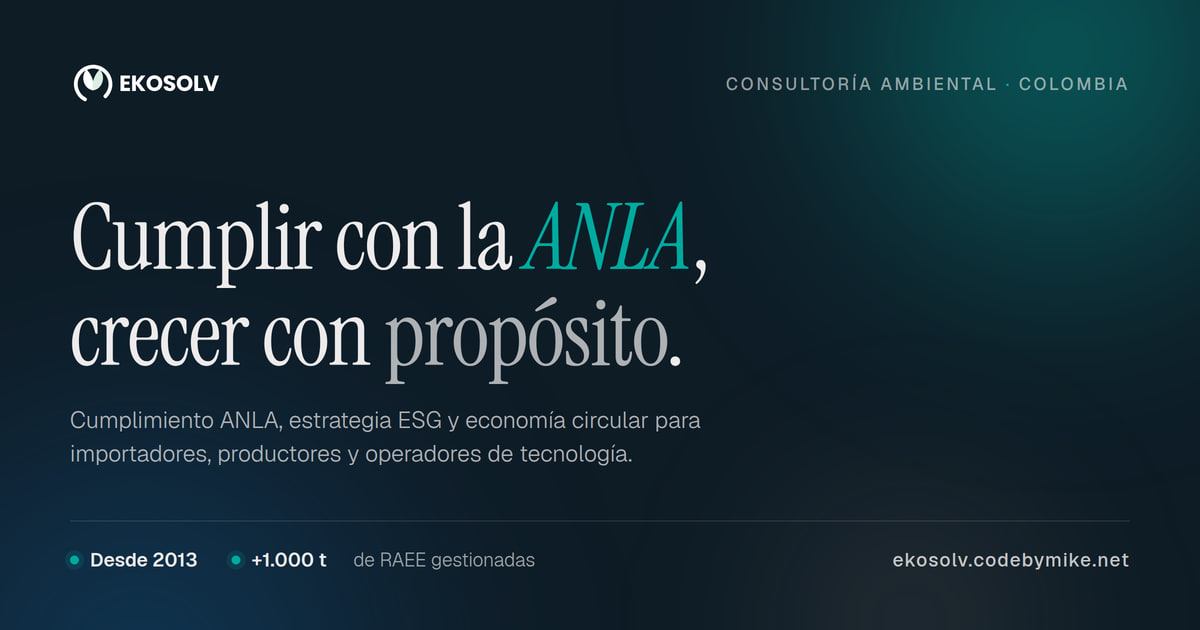 EKOSOLV
CONSULTORÍA AMBIENTAL · COLOMBIA
Cumplir con la ANLA,
crecer con propósito.
Cumplimiento ANLA, estrategia ESG y economía circular para
importadores, productores y operadores de tecnología.
Desde 2013
+1.000 t de RAEE gestionadas
ekosolv.codebymike.net